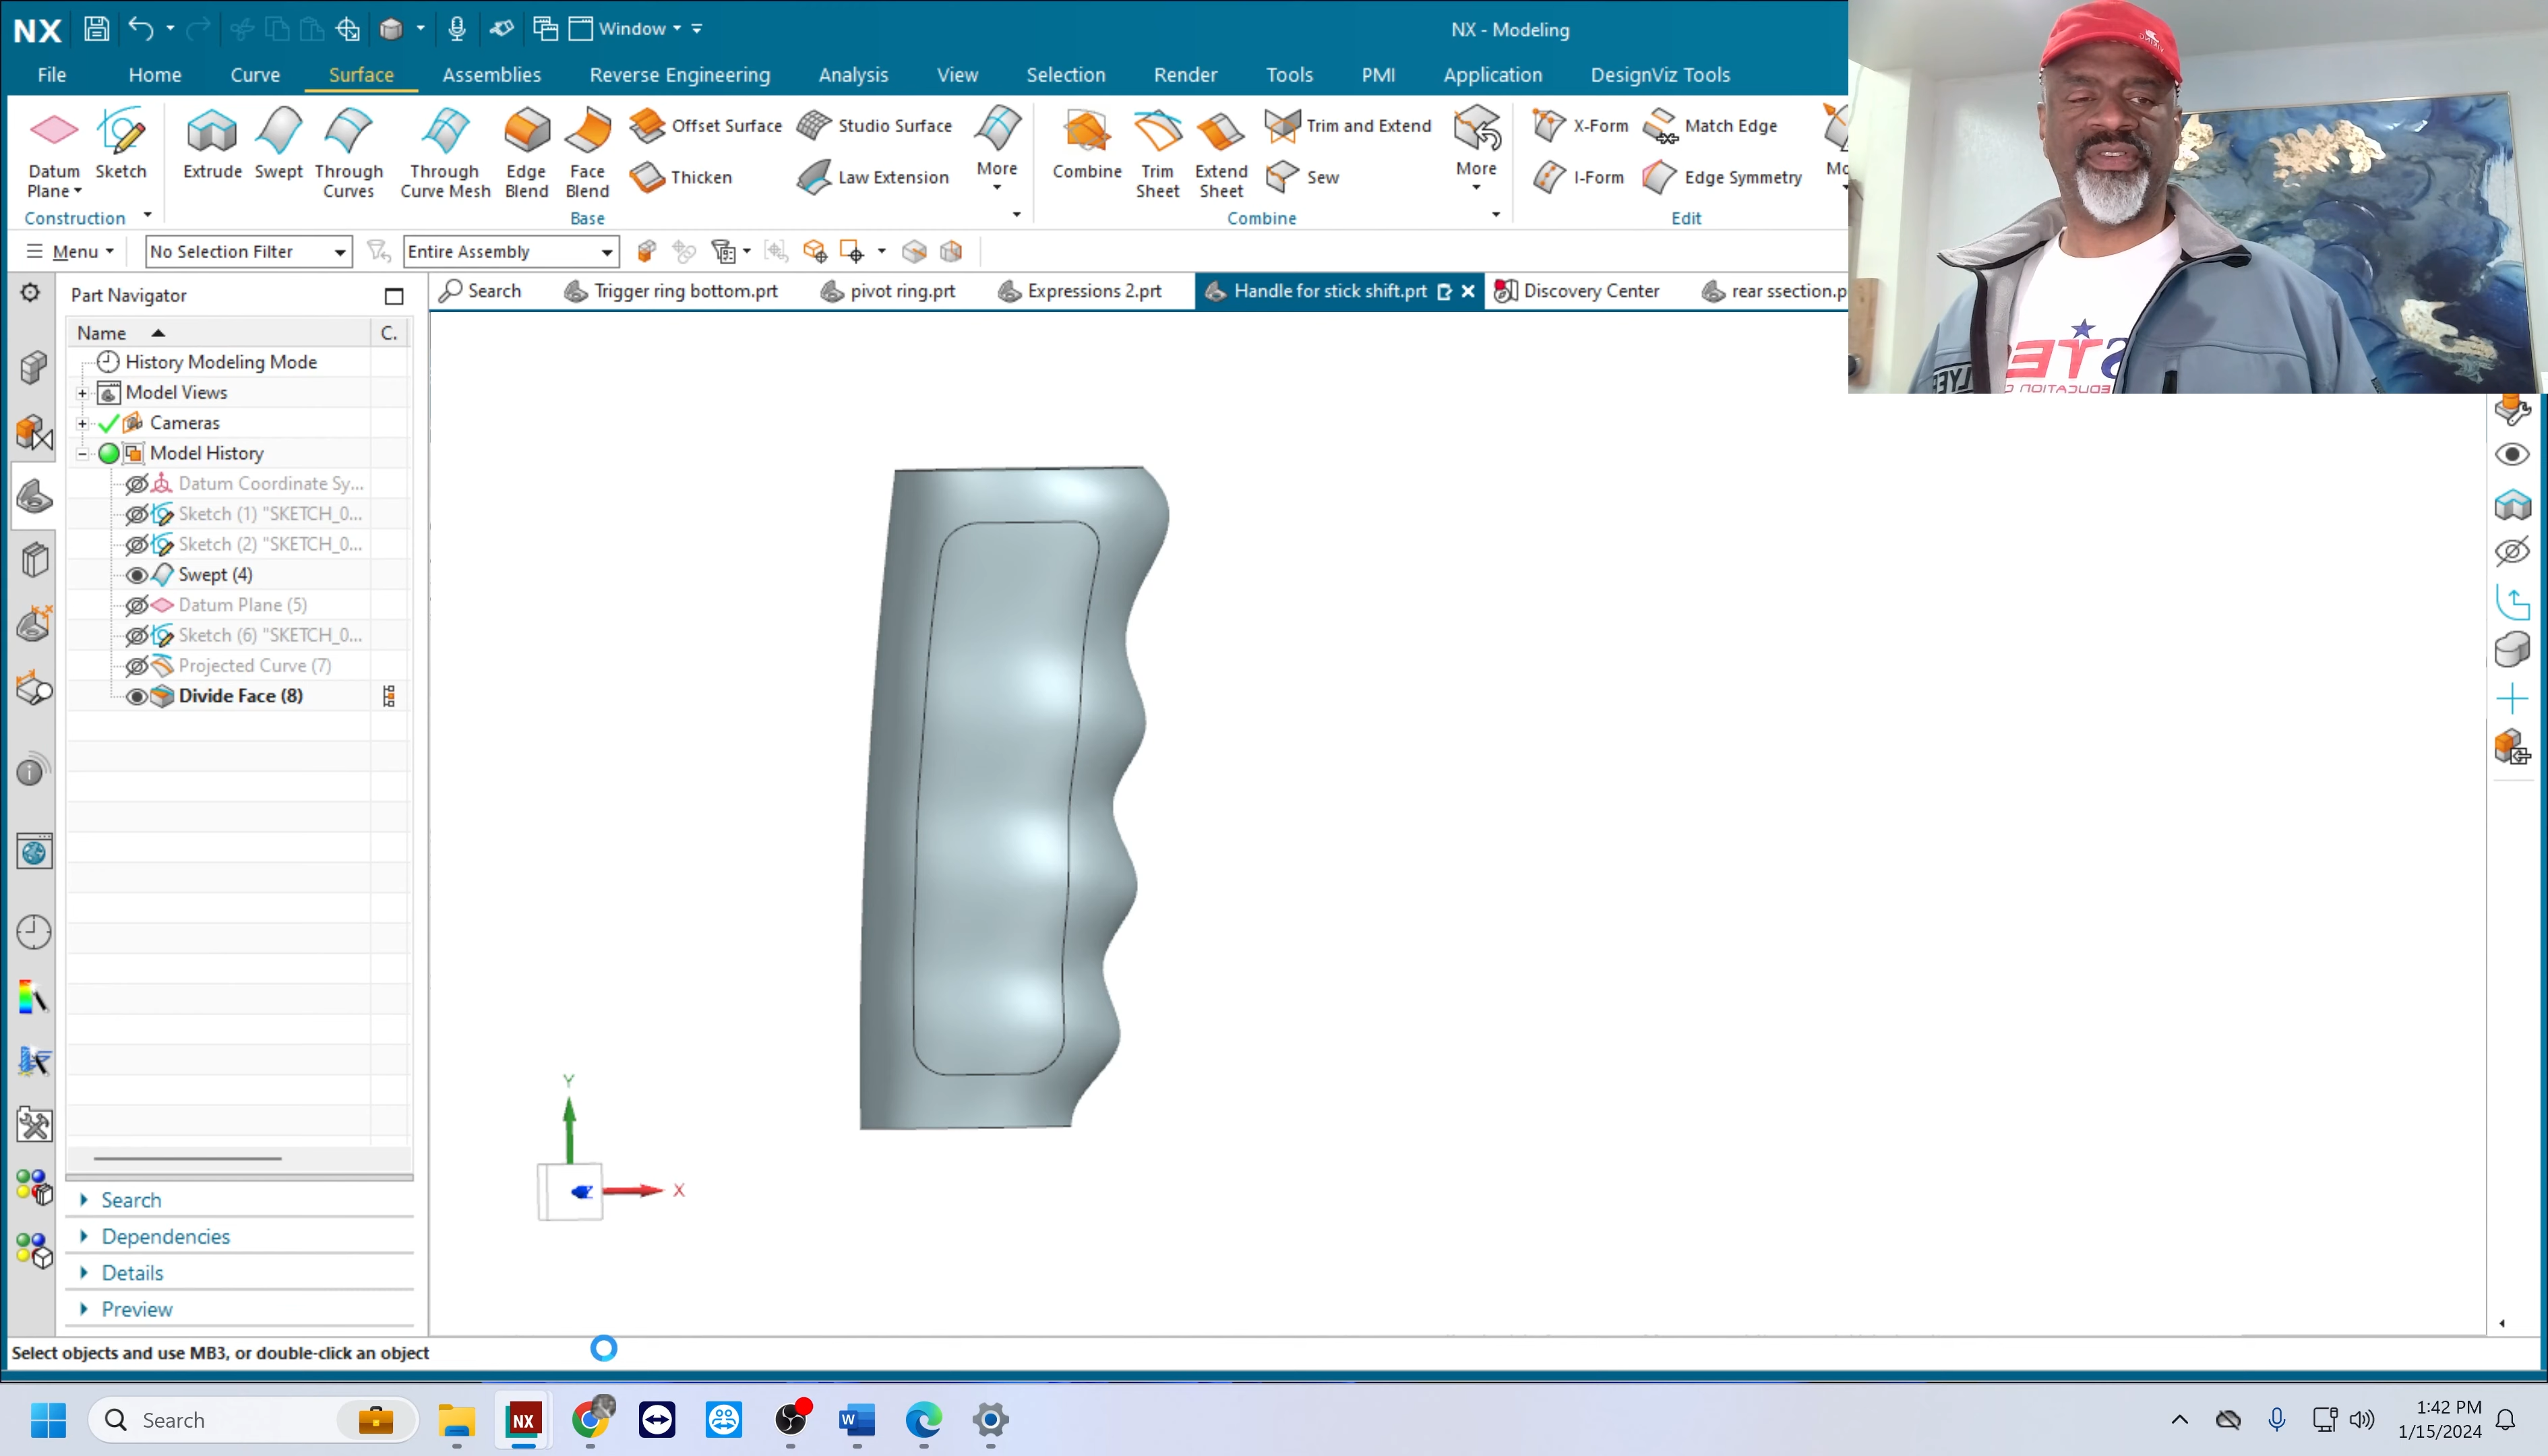 NX Window NX - Modeling
File Home Curve Surface Assemblies Reverse Engineering Analysis View Selection Render Tools PMI Application DesignViz Tools
Datum Plane Sketch Extrude Swept Through Curves Through Curve Mesh Edge Blend Face Blend Offset Surface Thicken Studio Surface Law Extension More Combine Trim Sheet Extend Sheet Trim and Extend Sew More X-Form I-Form Match Edge Edge Symmetry Mo
Construction Base Combine Edit
Menu No Selection Filter Entire Assembly
Part Navigator Search Trigger ring bottom.prt pivot ring.prt Expressions 2.prt Handle for stick shift.prt Discovery Center rear ssection.p
Name C.
History Modeling Mode
Model Views
Cameras
Model History
Datum Coordinate Sy...
Sketch (1) "SKETCH_0...
Sketch (2) "SKETCH_0...
Swept (4)
Datum Plane (5)
Sketch (6) "SKETCH_0...
Projected Curve (7)
Divide Face (8)
Y
Z
X
Search
Dependencies
Details
Preview
Select objects and use MB3, or double-click an object
Search
NX
W
1:42 PM
1/15/2024